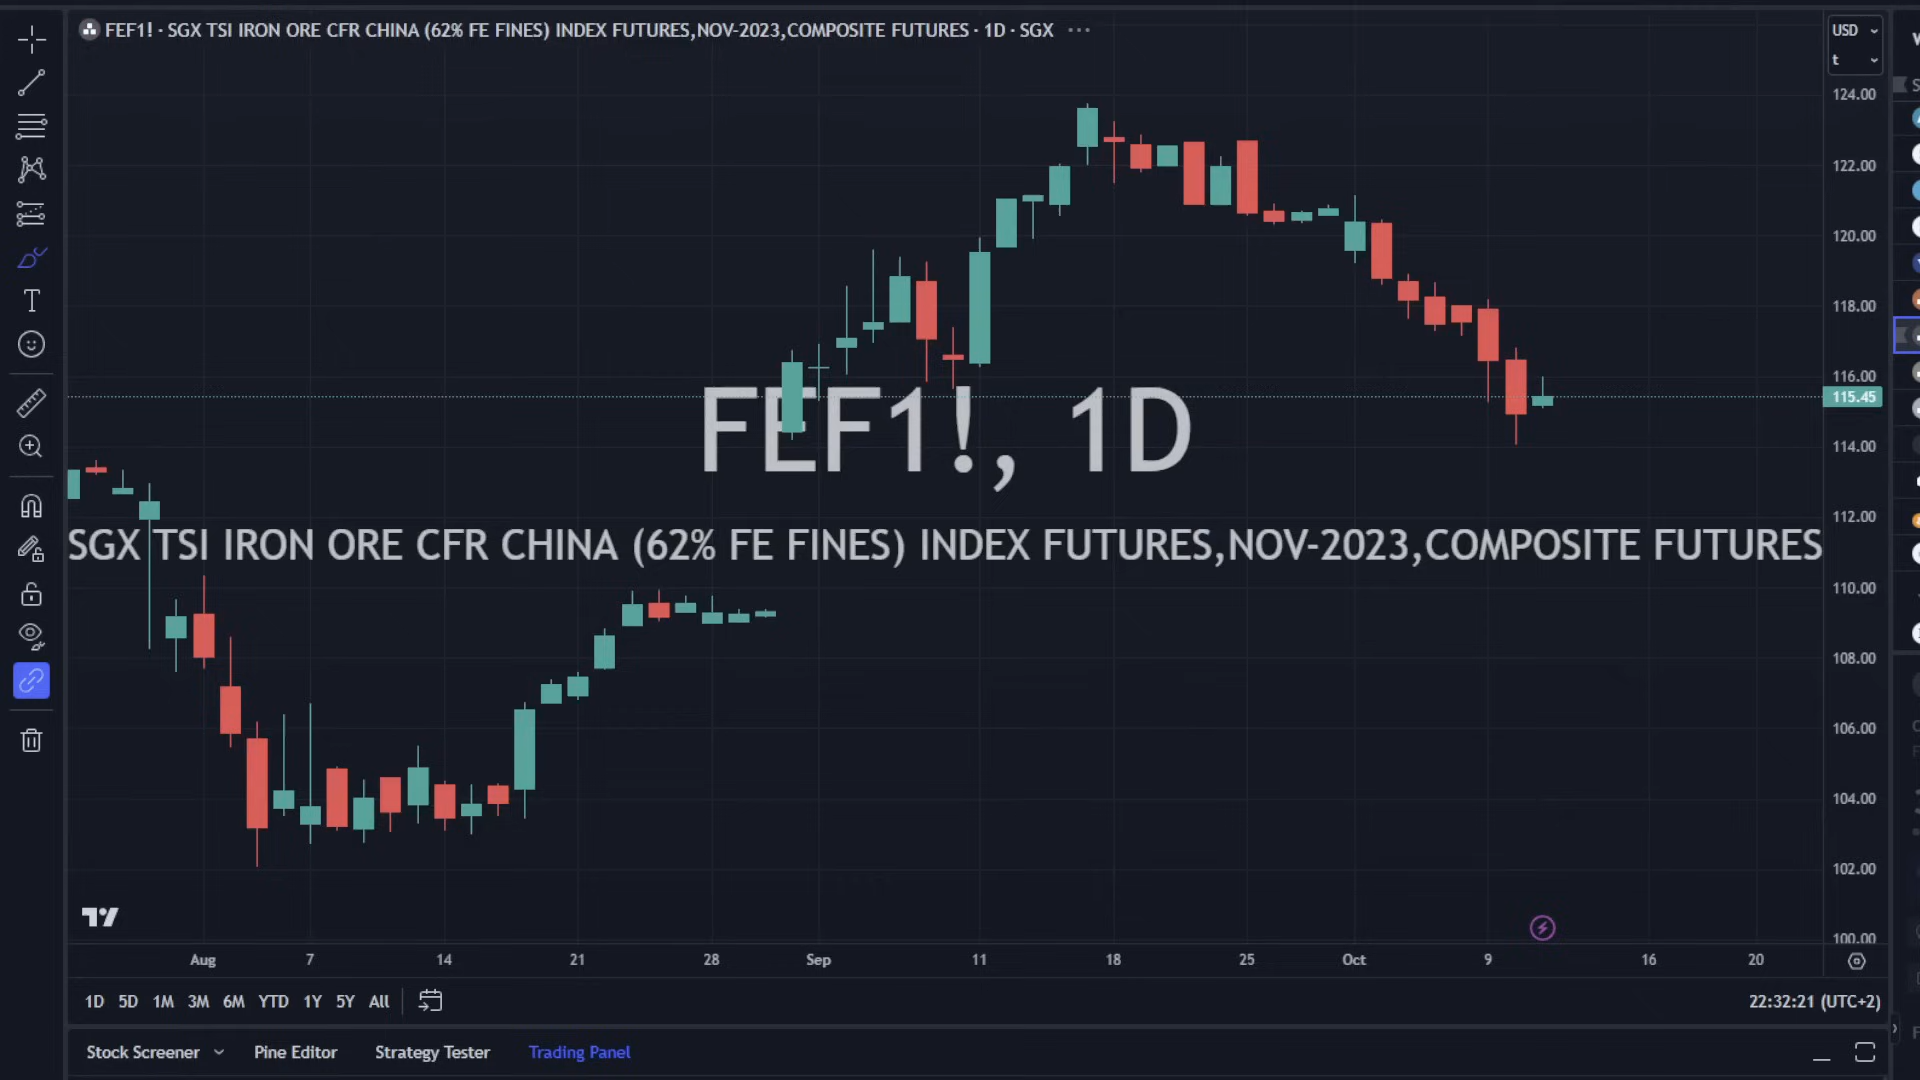 FEF1! · SGX TSI IRON ORE CFR CHINA (62% FE FINES) INDEX FUTURES,NOV-2023,COMPOSITE FUTURES · 1D · SGX ···
USD
t
124.00
122.00
120.00
118.00
116.00
115.45
114.00
112.00
110.00
108.00
106.00
104.00
102.00
100.00
FEF1!, 1D
SGX TSI IRON ORE CFR CHINA (62% FE FINES) INDEX FUTURES,NOV-2023,COMPOSITE FUTURES
Aug 7 14 21 28 Sep 11 18 25 Oct 9 16 20
1D 5D 1M 3M 6M YTD 1Y 5Y All
22:32:21 (UTC+2)
Stock Screener Pine Editor Strategy Tester Trading Panel